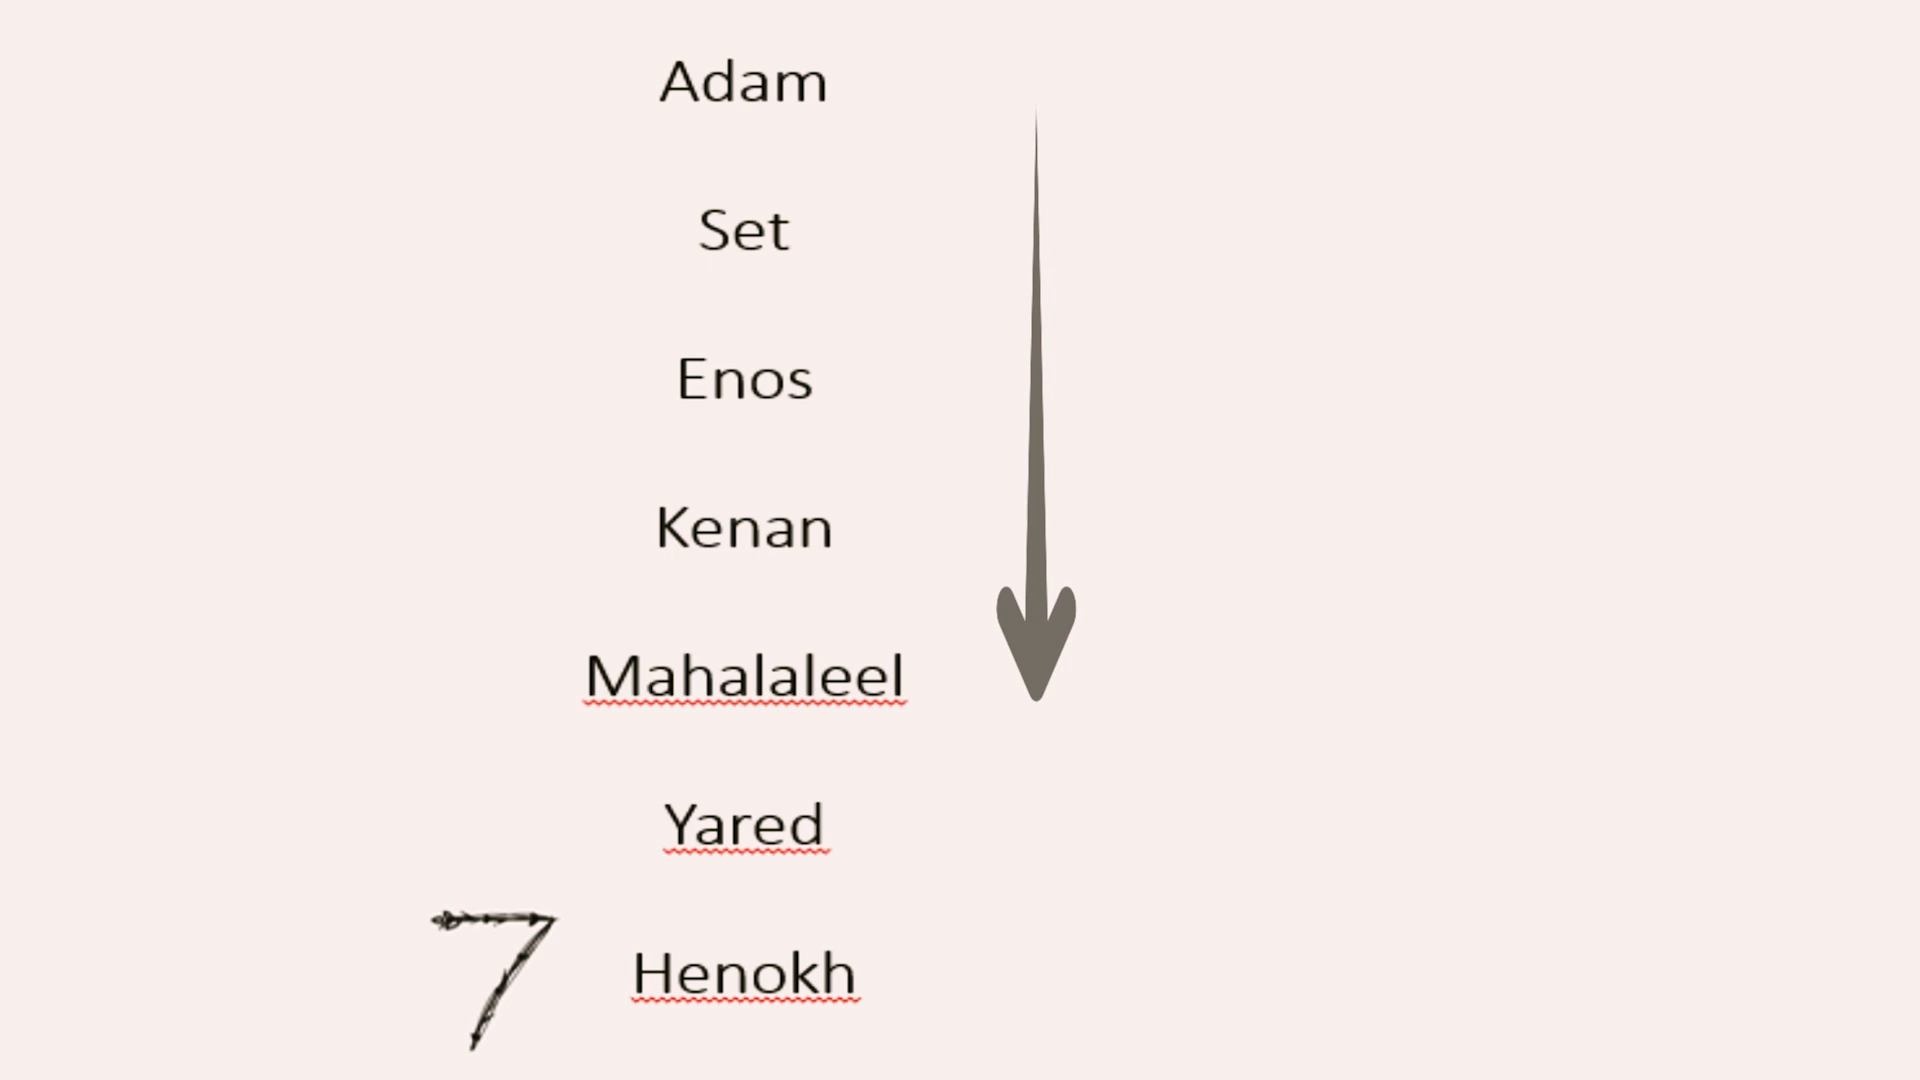 Adam
Set
Enos
Kenan
Mahalaleel
Yared
7 Henokh